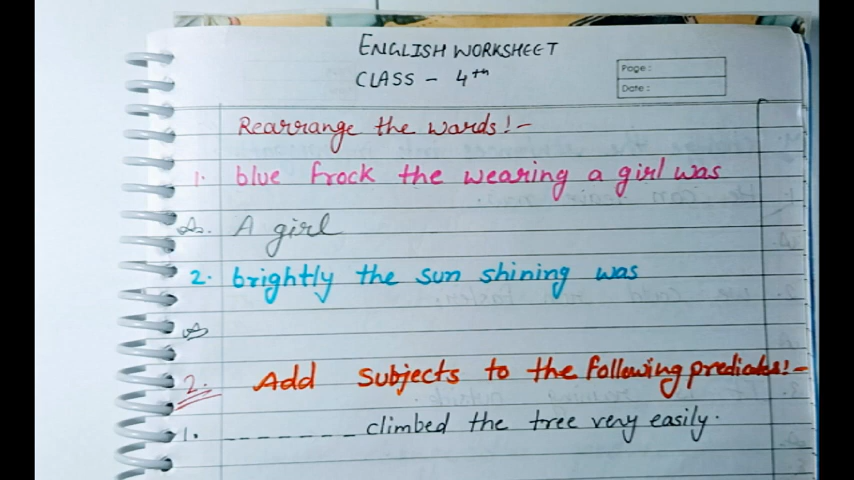 ENGLISH WORKSHEET
CLASS - 4th
Page :
Date :
Rearrange the words! -
1. blue frock the wearing a girl was
A. A girl
2. brightly the sun shining was
A
2. Add subjects to the following predicates! -
1. ________ climbed the tree very easily.